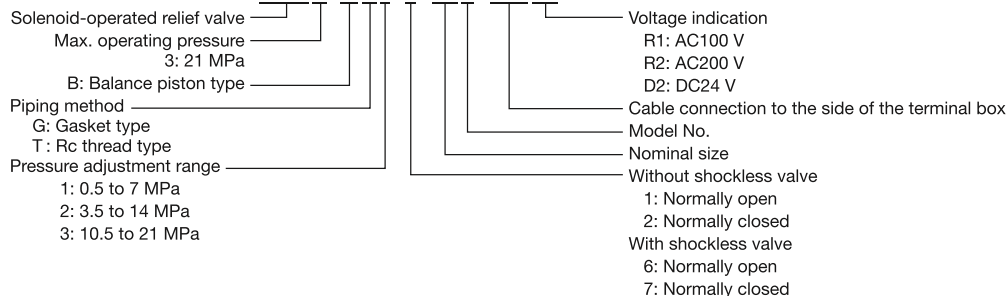 Solenoid-operated relief valve
Max. operating pressure
3: 21 MPa
B: Balance piston type
Piping method
G: Gasket type
T : Rc thread type
Pressure adjustment range
1: 0.5 to 7 MPa
2: 3.5 to 14 MPa
3: 10.5 to 21 MPa
Voltage indication
R1: AC100 V
R2: AC200 V
D2: DC24 V
Cable connection to the side of the terminal box
Model No.
Nominal size
Without shockless valve
1: Normally open
2: Normally closed
With shockless valve
6: Normally open
7: Normally closed